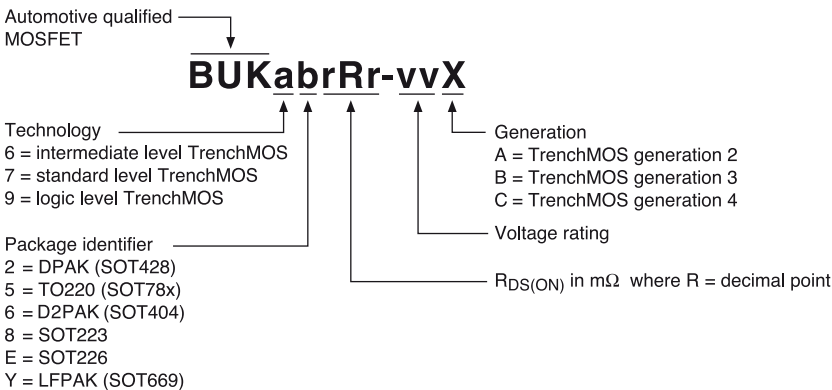 Automotive qualified
MOSFET
BUKabrRr-vvX
Technology
6 = intermediate level TrenchMOS
7 = standard level TrenchMOS
9 = logic level TrenchMOS
Package identifier
2 = DPAK (SOT428)
5 = TO220 (SOT78x)
6 = D2PAK (SOT404)
8 = SOT223
E = SOT226
Y = LFPAK (SOT669)
Generation
A = TrenchMOS generation 2
B = TrenchMOS generation 3
C = TrenchMOS generation 4
Voltage rating
RDS(ON) in mΩ where R = decimal point